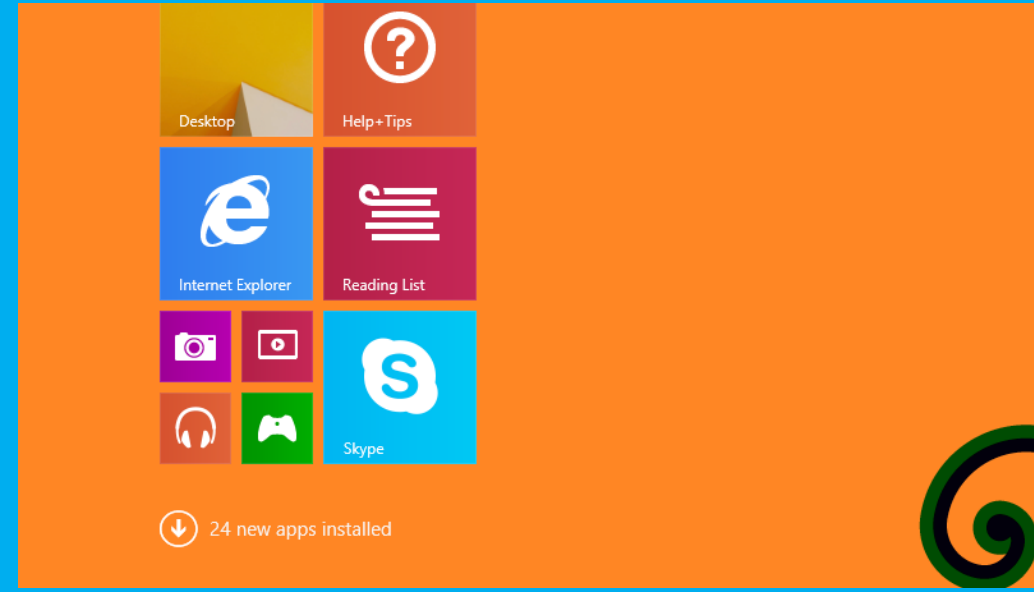 Desktop
Help+Tips
Internet Explorer
Reading List
Skype
24 new apps installed